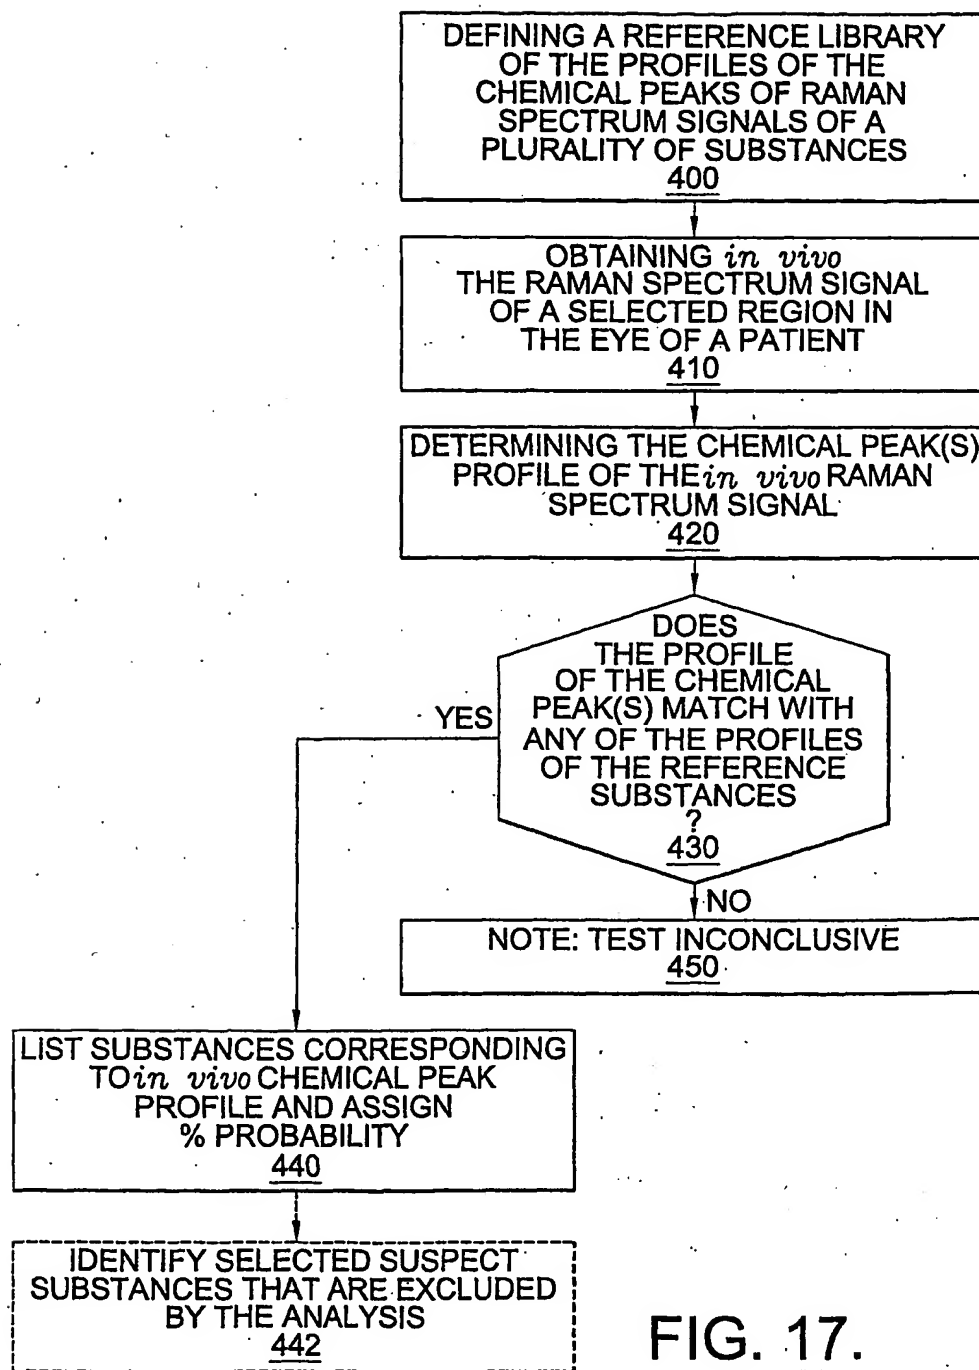 DEFINING A REFERENCE LIBRARY
OF THE PROFILES OF THE
CHEMICAL PEAKS OF RAMAN
SPECTRUM SIGNALS OF A
PLURALITY OF SUBSTANCES
400
OBTAINING in vivo
THE RAMAN SPECTRUM SIGNAL
OF A SELECTED REGION IN
THE EYE OF A PATIENT
410
DETERMINING THE CHEMICAL PEAK(S)
PROFILE OF THE in vivo RAMAN
SPECTRUM SIGNAL
420
DOES
THE PROFILE
OF THE CHEMICAL
PEAK(S) MATCH WITH
ANY OF THE PROFILES
OF THE REFERENCE
SUBSTANCES
?
430
YES
NO
NOTE: TEST INCONCLUSIVE
450
LIST SUBSTANCES CORRESPONDING
TO in vivo CHEMICAL PEAK
PROFILE AND ASSIGN
% PROBABILITY
440
IDENTIFY SELECTED SUSPECT
SUBSTANCES THAT ARE EXCLUDED
BY THE ANALYSIS
442
FIG. 17.